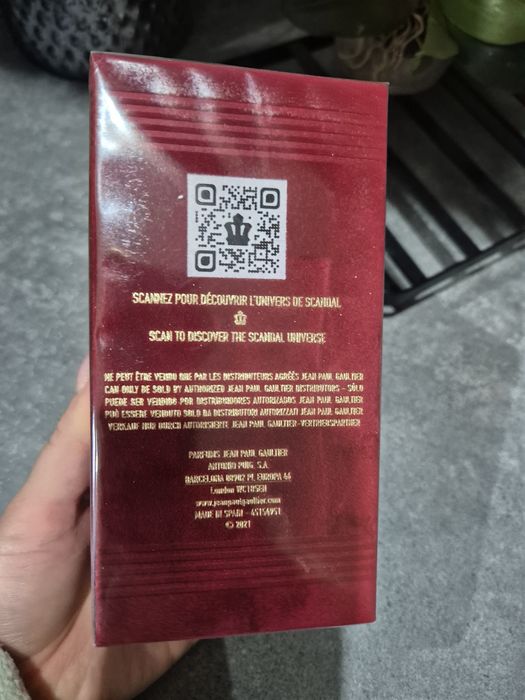 SCANNEZ POUR DÉCOUVRIR L'UNIVERS DE SCANDAL
SCAN TO DISCOVER THE SCANDAL UNIVERSE
NE PEUT ÊTRE VENDU QUE PAR LES DISTRIBUTEURS AGRÉÉS JEAN PAUL GAULTIER
CAN ONLY BE SOLD BY AUTHORIZED JEAN PAUL GAULTIER DISTRIBUTORS - SÓLO
PUEDE SER VENDIDO POR DISTRIBUIDORES AUTORIZADOS JEAN PAUL GAULTIER
PUÒ ESSERE VENDUTO SOLO DA DISTRIBUTORI AUTORIZZATI JEAN PAUL GAULTIER
VERKAUF NUR DURCH AUTORISIERTE JEAN PAUL GAULTIER-VERTRIEBSPARTNER
PARFUMS JEAN PAUL GAULTIER
ANTONIO PUIG, S.A.
BARCELONA 08902 PL EUROPA 46
London WC1B5EH
www.jeanpaulgaultier.com
MADE IN SPAIN - 45154951
© 2021